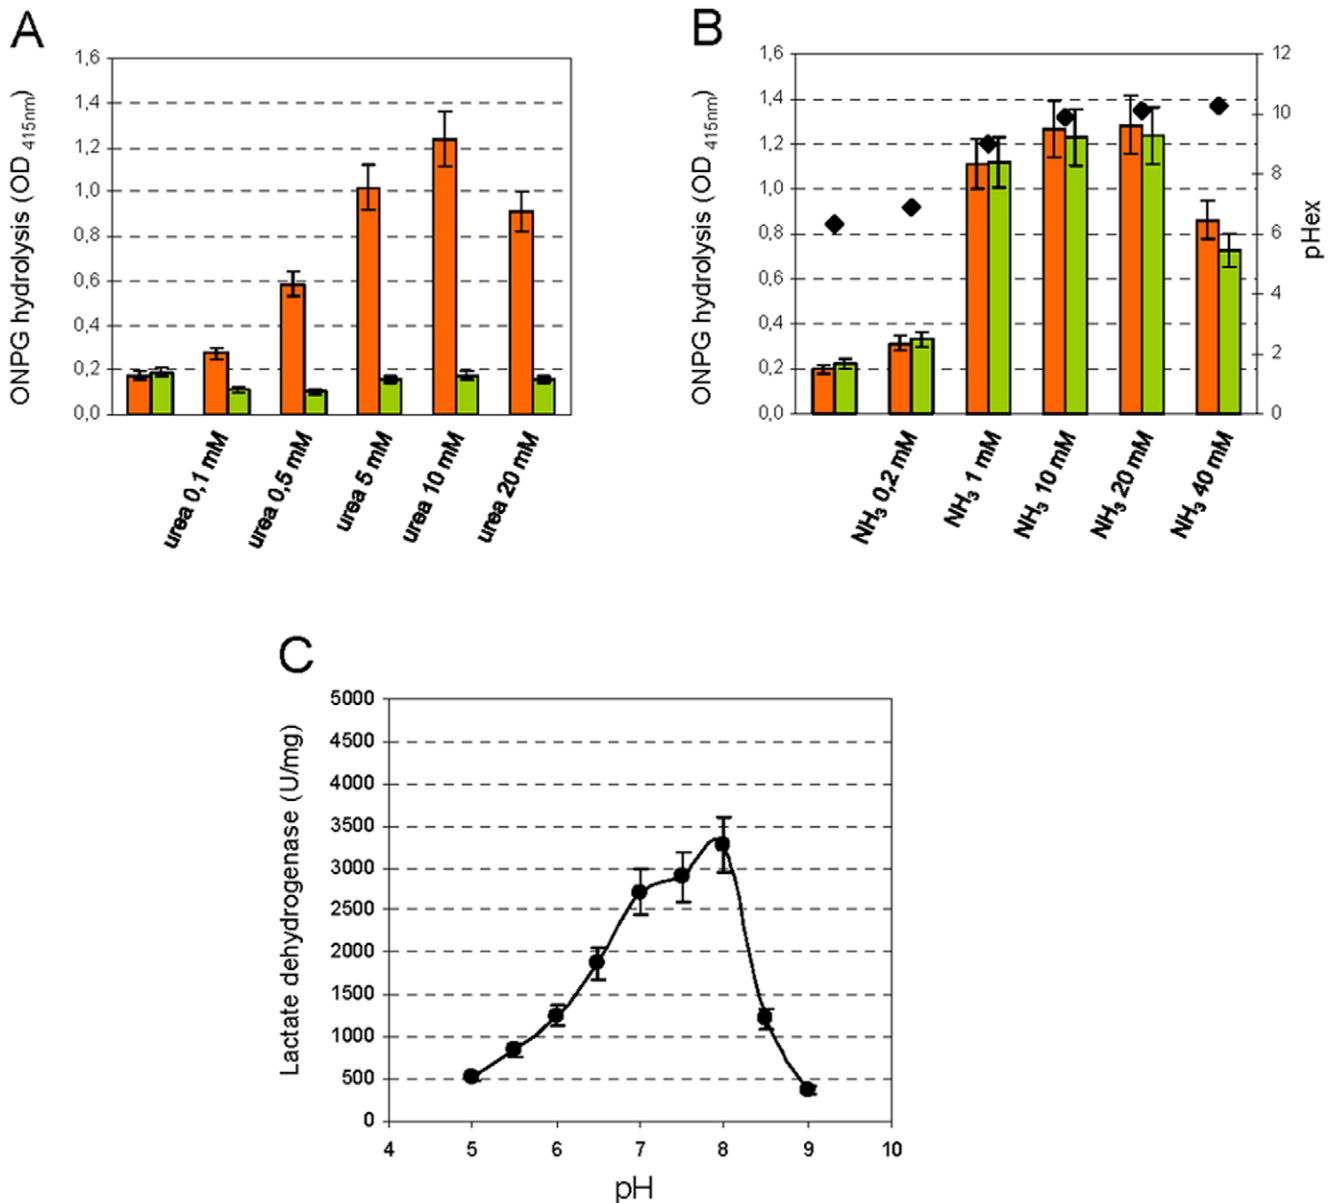 A
B
ONPG hydrolysis (OD 415nm)
1,6
1,4
1,2
1,0
0,8
0,6
0,4
0,2
0,0
urea 0,1 mM
urea 0,5 mM
urea 5 mM
urea 10 mM
urea 20 mM
ONPG hydrolysis (OD 415nm)
1,6
1,4
1,2
1,0
0,8
0,6
0,4
0,2
0,0
12
10
8
6
4
2
0
pHex
NH3 0,2 mM
NH3 1 mM
NH3 10 mM
NH3 20 mM
NH3 40 mM
C
Lactate dehydrogenase (U/mg)
5000
4500
4000
3500
3000
2500
2000
1500
1000
500
0
4 5 6 7 8 9 10
pH